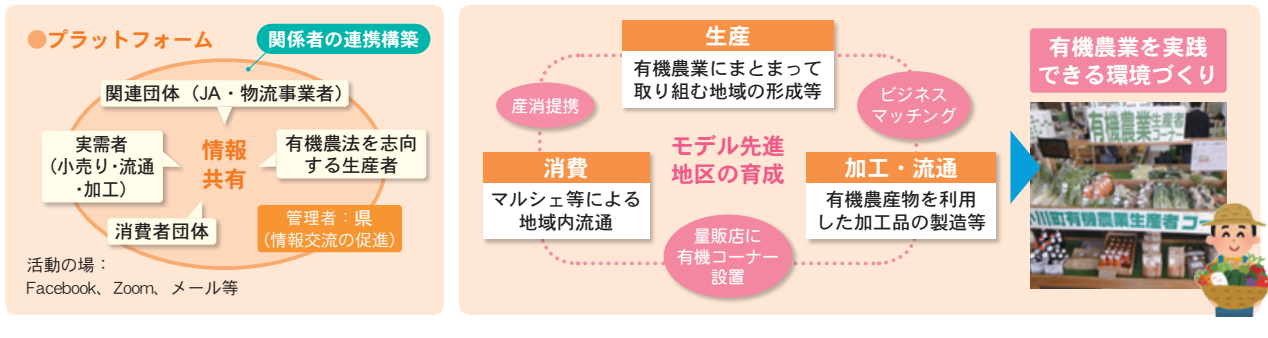 ●プラットフォーム
関係者の連携構築
関連団体（JA・物流事業者）
実需者
（小売り・流通
・加工）
情報
共有
有機農法を志向
する生産者
消費者団体
管理者：県
（情報交流の促進）
活動の場：
Facebook、Zoom、メール等
生産
有機農業にまとまって
取り組む地域の形成等
産消提携
ビジネス
マッチング
モデル先進
地区の育成
消費
マルシェ等による
地域内流通
加工・流通
有機農産物を利用
した加工品の製造等
量販店に
有機コーナー
設置
有機農業を実践
できる環境づくり
有機農業生産者
コーナー
小川町有機農業生産者コー